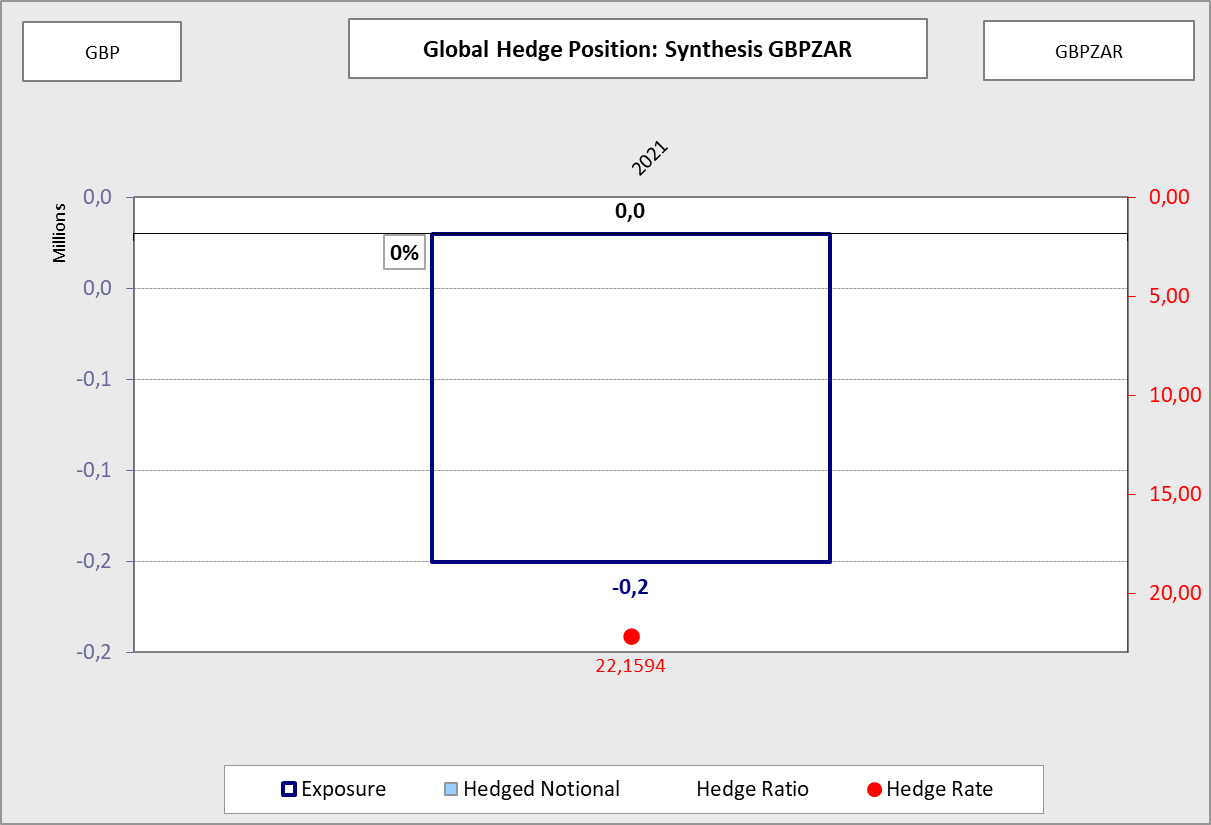 GBP
Global Hedge Position: Synthesis GBPZAR
GBPZAR
2021
Millions
0,0
0,0
-0,1
-0,1
-0,2
-0,2
0,0
0%
-0,2
22,1594
0,00
5,00
10,00
15,00
20,00
Exposure
Hedged Notional
Hedge Ratio
Hedge Rate